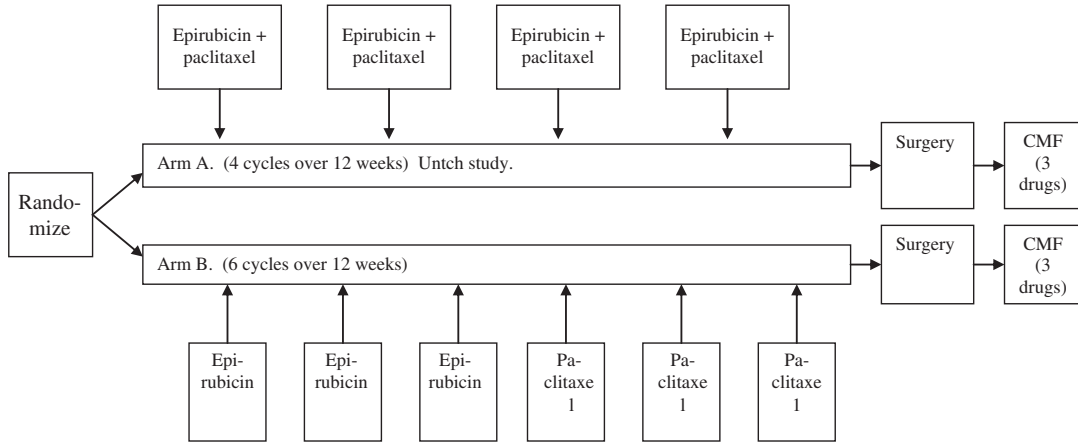 Epirubicin +
paclitaxel
Epirubicin +
paclitaxel
Epirubicin +
paclitaxel
Epirubicin +
paclitaxel
Arm A. (4 cycles over 12 weeks) Untch study.
Surgery
CMF
(3
drugs)
Rando-
mize
Arm B. (6 cycles over 12 weeks)
Surgery
CMF
(3
drugs)
Epi-
rubicin
Epi-
rubicin
Epi-
rubicin
Pa-
clitaxe
l
Pa-
clitaxe
l
Pa-
clitaxe
l